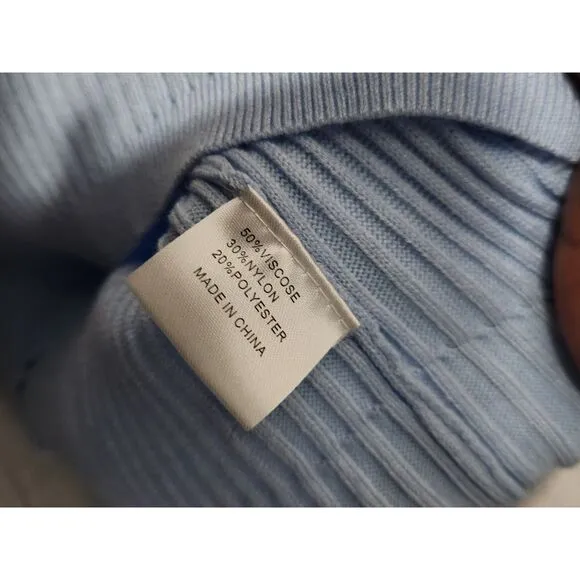 50%VISCOSE
30%NYLON
20%POLYESTER
MADE IN CHINA